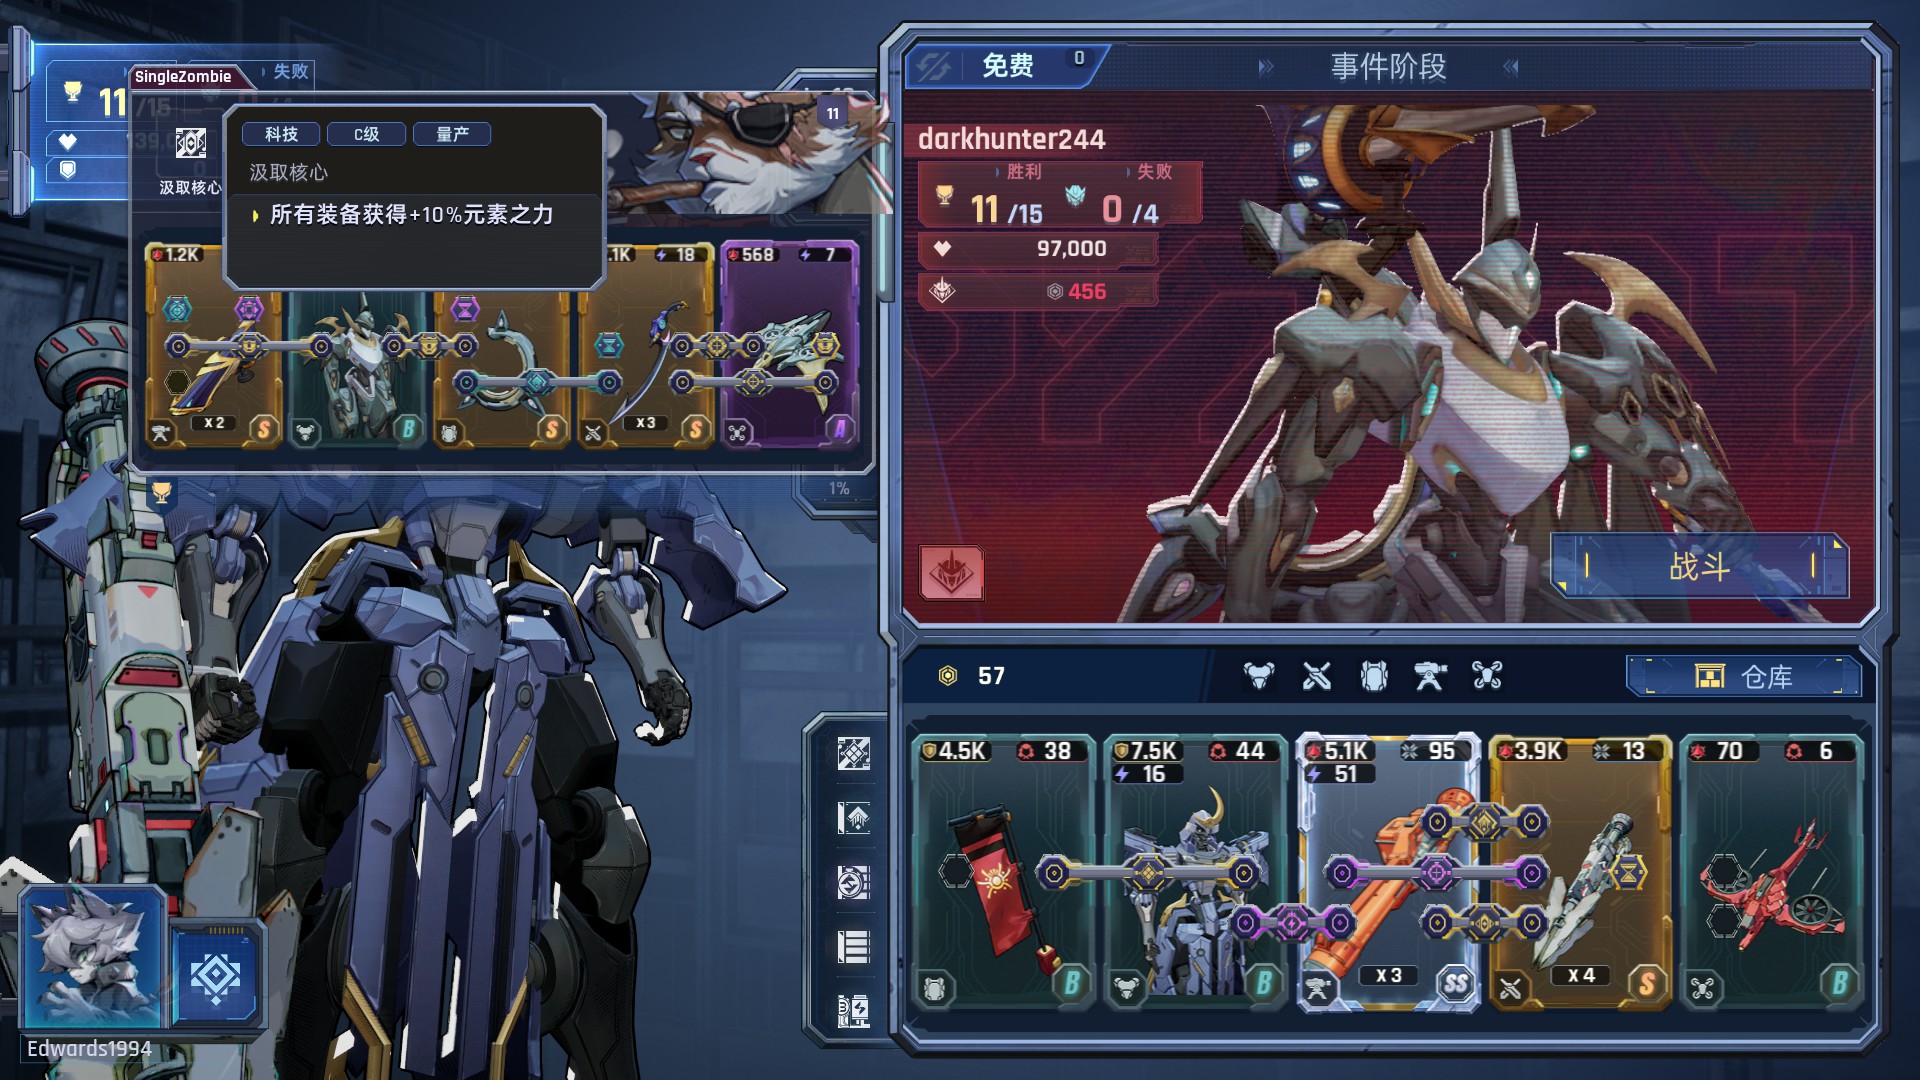 SingleZombie
失败
11
/15
139,0
汲取核心
科技
C级
量产
汲取核心
所有装备获得+10%元素之力
11
1.2K
.1K
18
568
7
x2
S
B
S
x3
S
A
1%
免费
0
事件阶段
darkhunter244
胜利
失败
11 /15
0 /4
97,000
456
战斗
57
仓库
4.5K
38
7.5K
44
16
5.1K
95
51
3.9K
13
70
6
B
B
x3
SS
x4
S
B
Edwards1994